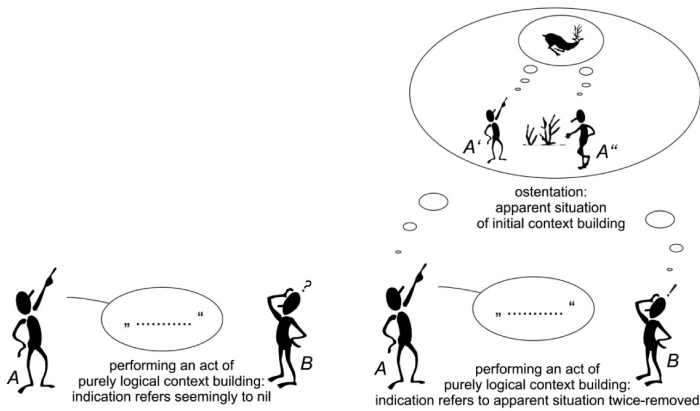 A'
A"
ostentation:
apparent situation
of initial context building
?
„ ........... “
A
B
performing an act of
purely logical context building:
indication refers seemingly to nil
!
„ ........... “
A
B
performing an act of
purely logical context building:
indication refers to apparent situation twice-removed